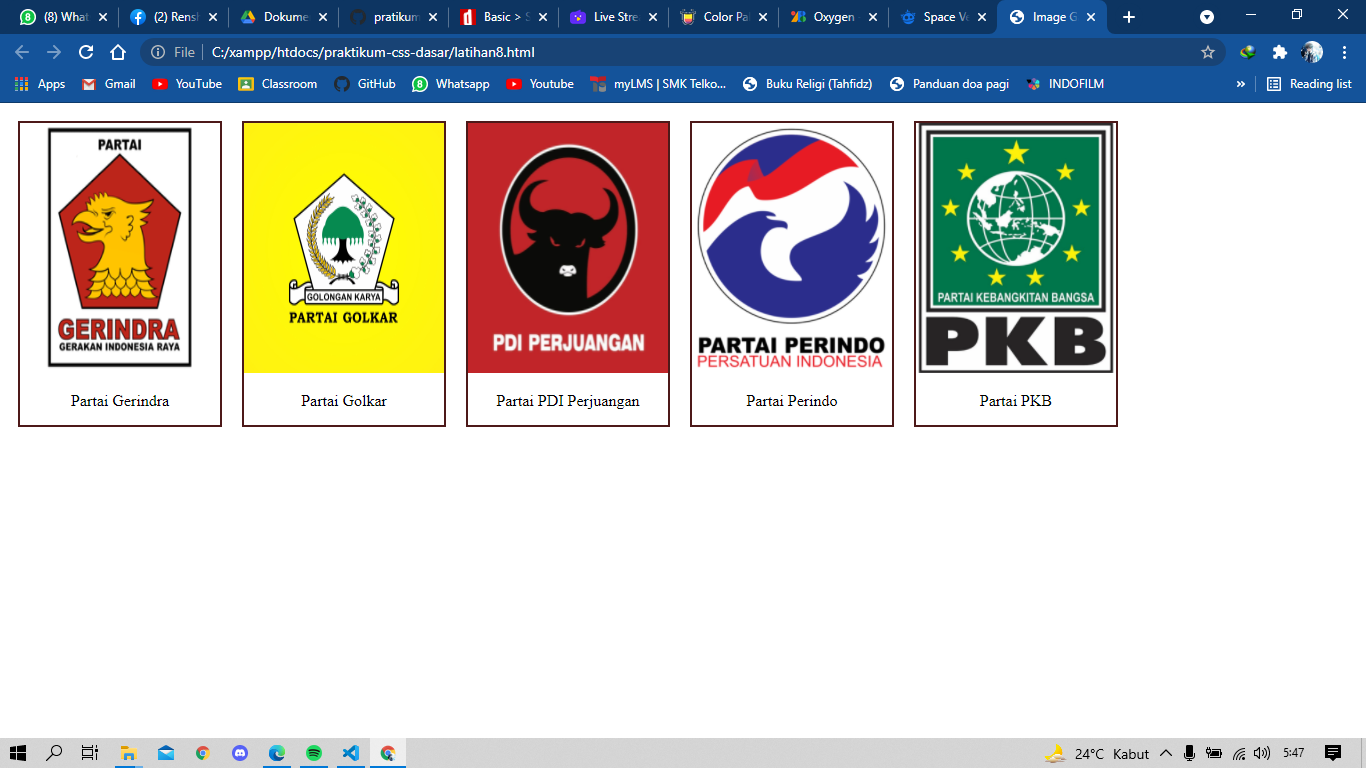 (8) What
(2) Rensh
Dokume
pratikum
Basic > S
Live Stre
Color Pa
Oxygen
Space Ve
Image G
File C:/xampp/htdocs/praktikum-css-dasar/latihan8.html
Apps Gmail YouTube Classroom GitHub Whatsapp Youtube myLMS | SMK Telko... Buku Religi (Tahfidz) Panduan doa pagi INDOFILM » Reading list
PARTAI
GERINDRA
GERAKAN INDONESIA RAYA
Partai Gerindra
GOLONGAN KARYA
PARTAI GOLKAR
Partai Golkar
PDI PERJUANGAN
Partai PDI Perjuangan
PARTAI PERINDO
PERSATUAN INDONESIA
Partai Perindo
PARTAI KEBANGKITAN BANGSA
PKB
Partai PKB
24°C Kabut 5:47